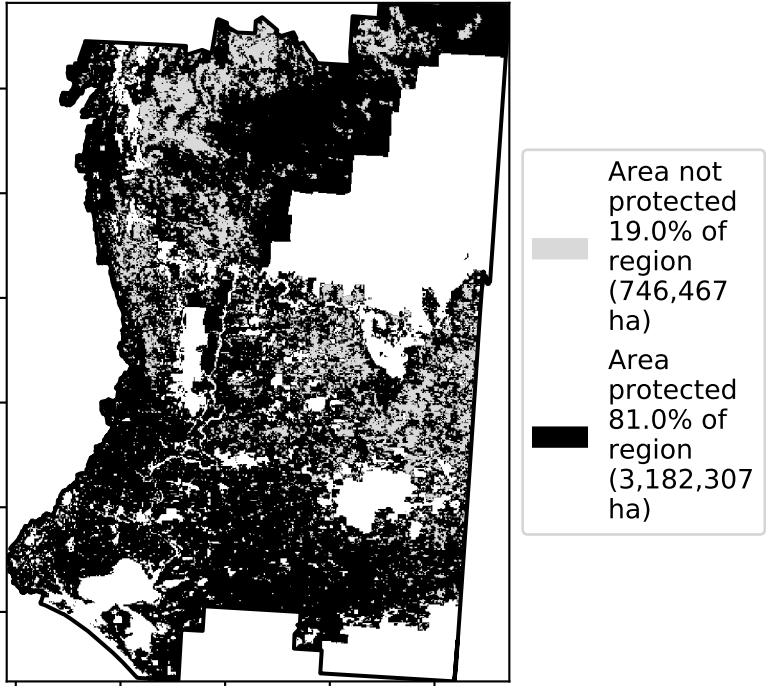 Area not
protected
19.0% of
region
(746,467
ha)
Area
protected
81.0% of
region
(3,182,307
ha)